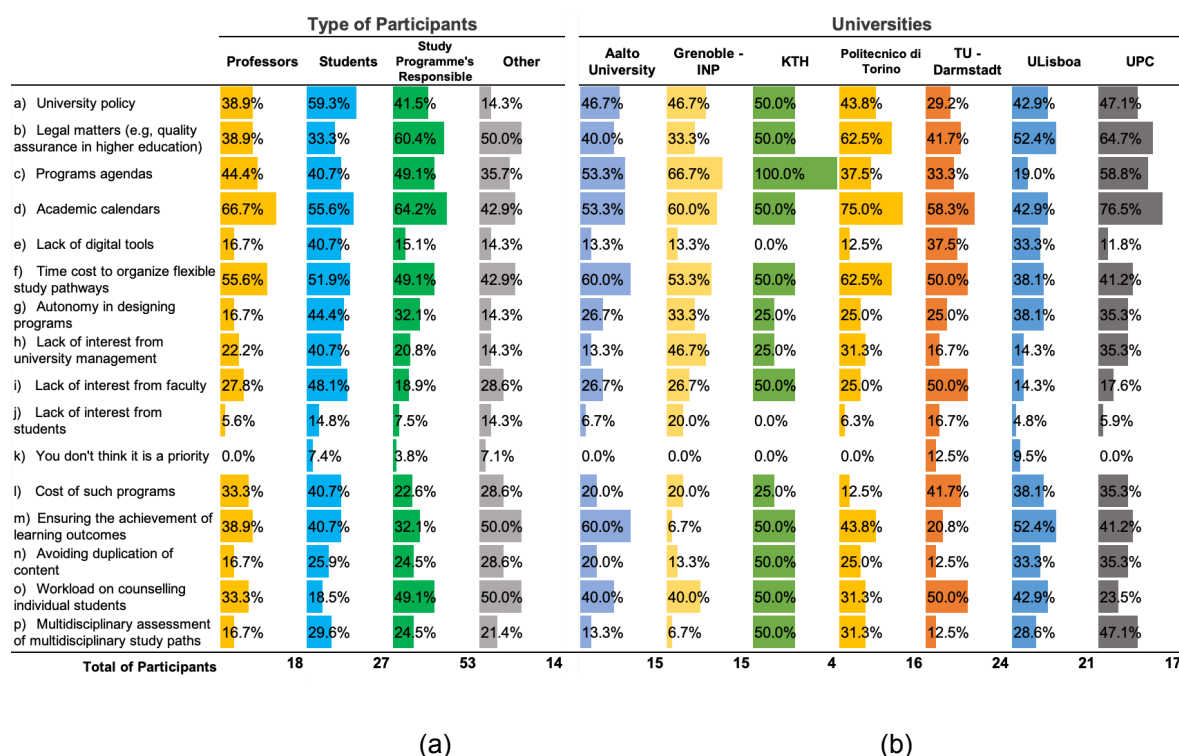 Type of Participants Universities
Professors Students Study Programme's Responsible Other Aalto University Grenoble - INP KTH Politecnico di Torino TU - Darmstadt ULisboa UPC
a) University policy 38.9% 59.3% 41.5% 14.3% 46.7% 46.7% 50.0% 43.8% 29.2% 42.9% 47.1%
b) Legal matters (e.g, quality assurance in higher education) 38.9% 33.3% 60.4% 50.0% 40.0% 33.3% 50.0% 62.5% 41.7% 52.4% 64.7%
c) Programs agendas 44.4% 40.7% 49.1% 35.7% 53.3% 66.7% 100.0% 37.5% 33.3% 19.0% 58.8%
d) Academic calendars 66.7% 55.6% 64.2% 42.9% 53.3% 60.0% 50.0% 75.0% 58.3% 42.9% 76.5%
e) Lack of digital tools 16.7% 40.7% 15.1% 14.3% 13.3% 13.3% 0.0% 12.5% 37.5% 33.3% 11.8%
f) Time cost to organize flexible study pathways 55.6% 51.9% 49.1% 42.9% 60.0% 53.3% 50.0% 62.5% 50.0% 38.1% 41.2%
g) Autonomy in designing programs 16.7% 44.4% 32.1% 14.3% 26.7% 33.3% 25.0% 25.0% 25.0% 38.1% 35.3%
h) Lack of interest from university management 22.2% 40.7% 20.8% 14.3% 13.3% 46.7% 25.0% 31.3% 16.7% 14.3% 35.3%
i) Lack of interest from faculty 27.8% 48.1% 18.9% 28.6% 26.7% 26.7% 50.0% 25.0% 50.0% 14.3% 17.6%
j) Lack of interest from students 5.6% 14.8% 7.5% 14.3% 6.7% 20.0% 0.0% 6.3% 16.7% 4.8% 5.9%
k) You don't think it is a priority 0.0% 7.4% 3.8% 7.1% 0.0% 0.0% 0.0% 0.0% 12.5% 9.5% 0.0%
l) Cost of such programs 33.3% 40.7% 22.6% 28.6% 20.0% 20.0% 25.0% 12.5% 41.7% 38.1% 35.3%
m) Ensuring the achievement of learning outcomes 38.9% 40.7% 32.1% 50.0% 60.0% 6.7% 50.0% 43.8% 20.8% 52.4% 41.2%
n) Avoiding duplication of content 16.7% 25.9% 24.5% 28.6% 20.0% 13.3% 50.0% 25.0% 12.5% 33.3% 35.3%
o) Workload on counselling individual students 33.3% 18.5% 49.1% 50.0% 40.0% 40.0% 50.0% 31.3% 50.0% 42.9% 23.5%
p) Multidisciplinary assessment of multidisciplinary study paths 16.7% 29.6% 24.5% 21.4% 13.3% 6.7% 50.0% 31.3% 12.5% 28.6% 47.1%
Total of Participants 18 27 53 14 15 15 4 16 24 21 17
(a) (b)